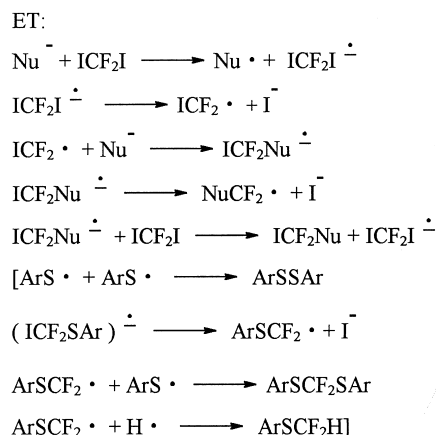 ET:
Nu⁻ + ICF₂I ⟶ Nu • + ICF₂I •⁻
ICF₂I •⁻ ⟶ ICF₂ • + I⁻
ICF₂ • + Nu⁻ ⟶ ICF₂Nu •⁻
ICF₂Nu •⁻ ⟶ NuCF₂ • + I⁻
ICF₂Nu •⁻ + ICF₂I ⟶ ICF₂Nu + ICF₂I •⁻
[ArS • + ArS • ⟶ ArSSAr
( ICF₂SAr ) •⁻ ⟶ ArSCF₂ • + I⁻
ArSCF₂ • + ArS • ⟶ ArSCF₂SAr
ArSCF₂ • + H • ⟶ ArSCF₂H]